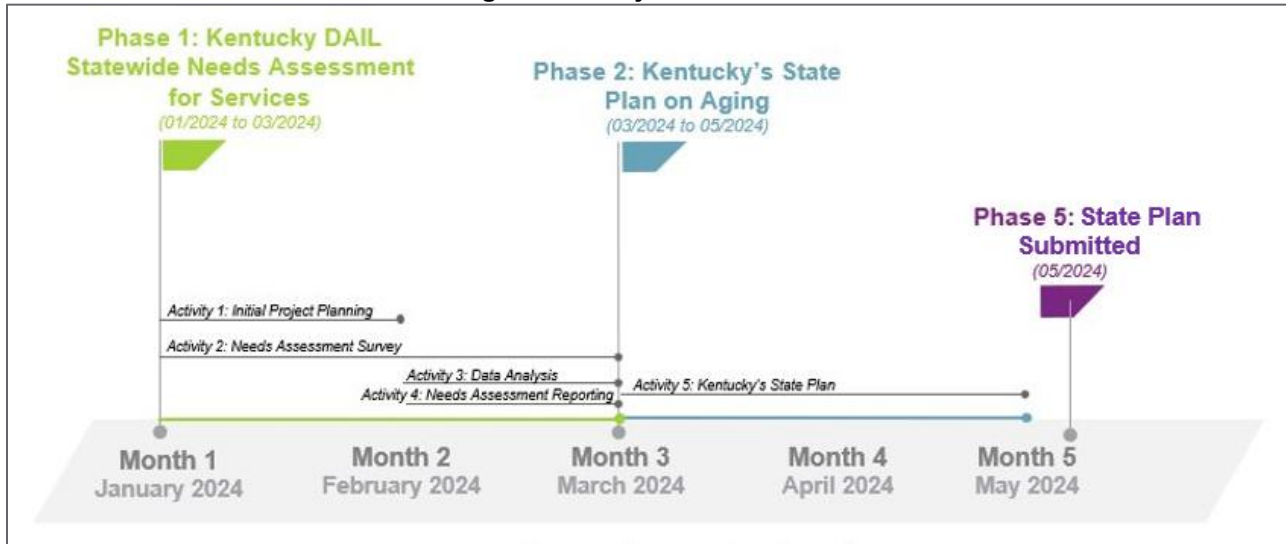 Phase 1: Kentucky DAIL
Statewide Needs Assessment
for Services
(01/2024 to 03/2024)
Phase 2: Kentucky's State
Plan on Aging
(03/2024 to 05/2024)
Phase 5: State Plan
Submitted
(05/2024)
Activity 1: Initial Project Planning
Activity 2: Needs Assessment Survey
Activity 3: Data Analysis
Activity 4: Needs Assessment Reporting
Activity 5: Kentucky's State Plan
Month 1
January 2024
Month 2
February 2024
Month 3
March 2024
Month 4
April 2024
Month 5
May 2024